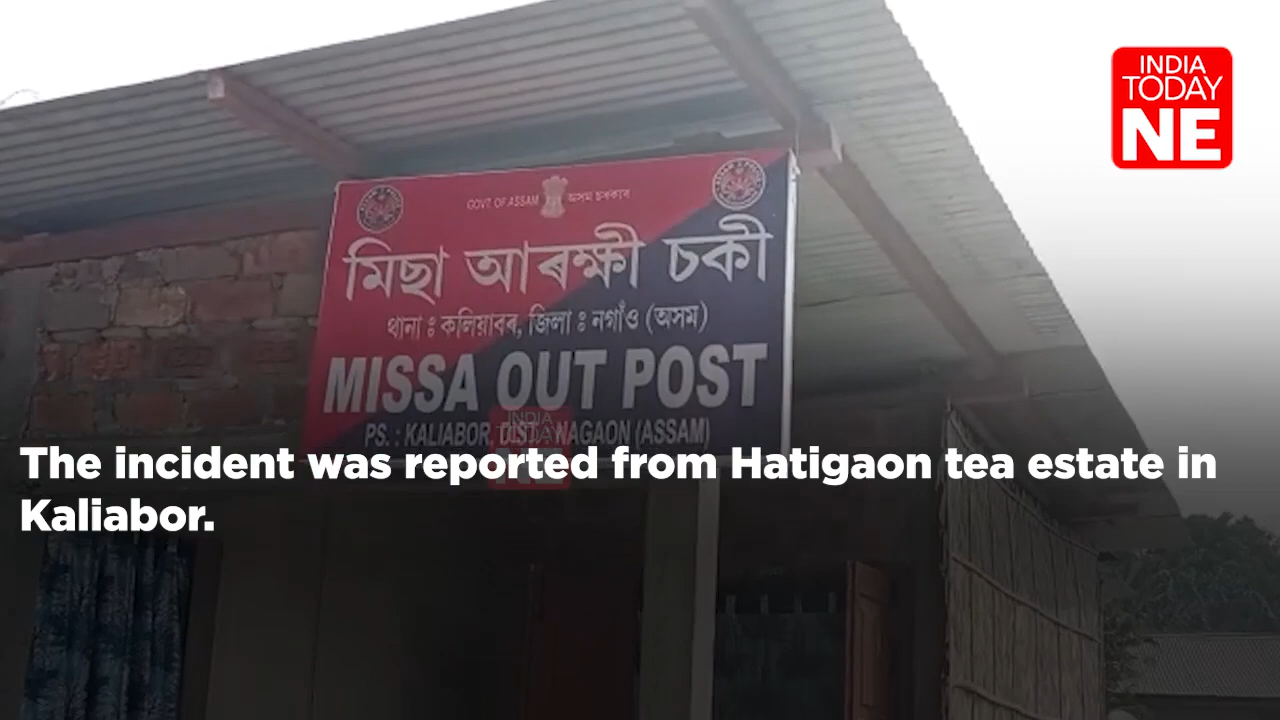 INDIA
TODAY
NE
GOVT OF ASSAM অসম চৰকাৰ
মিছা আৰক্ষী চকী
থানা ঃ কলিয়াবৰ, জিলা ঃ নগাঁও (অসম)
MISSA OUT POST
PS. : KALIABOR, DIST. NAGAON (ASSAM)
The incident was reported from Hatigaon tea estate in
Kaliabor.